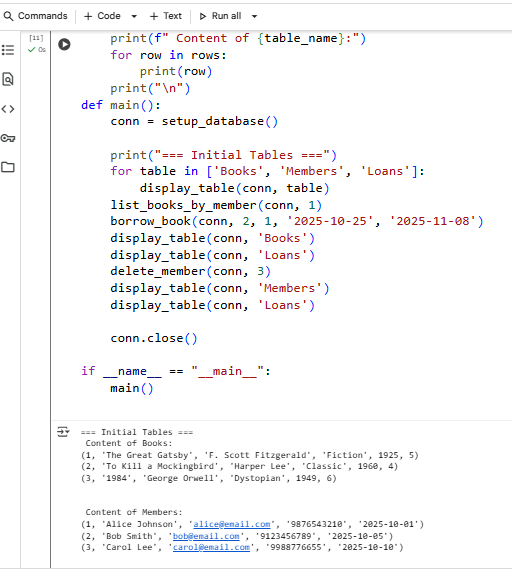 Commands + Code + Text Run all
[11]
0s
print(f" Content of {table_name}:")
for row in rows:
print(row)
print("\n")
def main():
conn = setup_database()
print("=== Initial Tables ===")
for table in ['Books', 'Members', 'Loans']:
display_table(conn, table)
list_books_by_member(conn, 1)
borrow_book(conn, 2, 1, '2025-10-25', '2025-11-08')
display_table(conn, 'Books')
display_table(conn, 'Loans')
delete_member(conn, 3)
display_table(conn, 'Members')
display_table(conn, 'Loans')
conn.close()
if __name__ == "__main__":
main()
=== Initial Tables ===
Content of Books:
(1, 'The Great Gatsby', 'F. Scott Fitzgerald', 'Fiction', 1925, 5)
(2, 'To Kill a Mockingbird', 'Harper Lee', 'Classic', 1960, 4)
(3, '1984', 'George Orwell', 'Dystopian', 1949, 6)
Content of Members:
(1, 'Alice Johnson', 'alice@email.com', '9876543210', '2025-10-01')
(2, 'Bob Smith', 'bob@email.com', '9123456789', '2025-10-05')
(3, 'Carol Lee', 'carol@email.com', '9988776655', '2025-10-10')